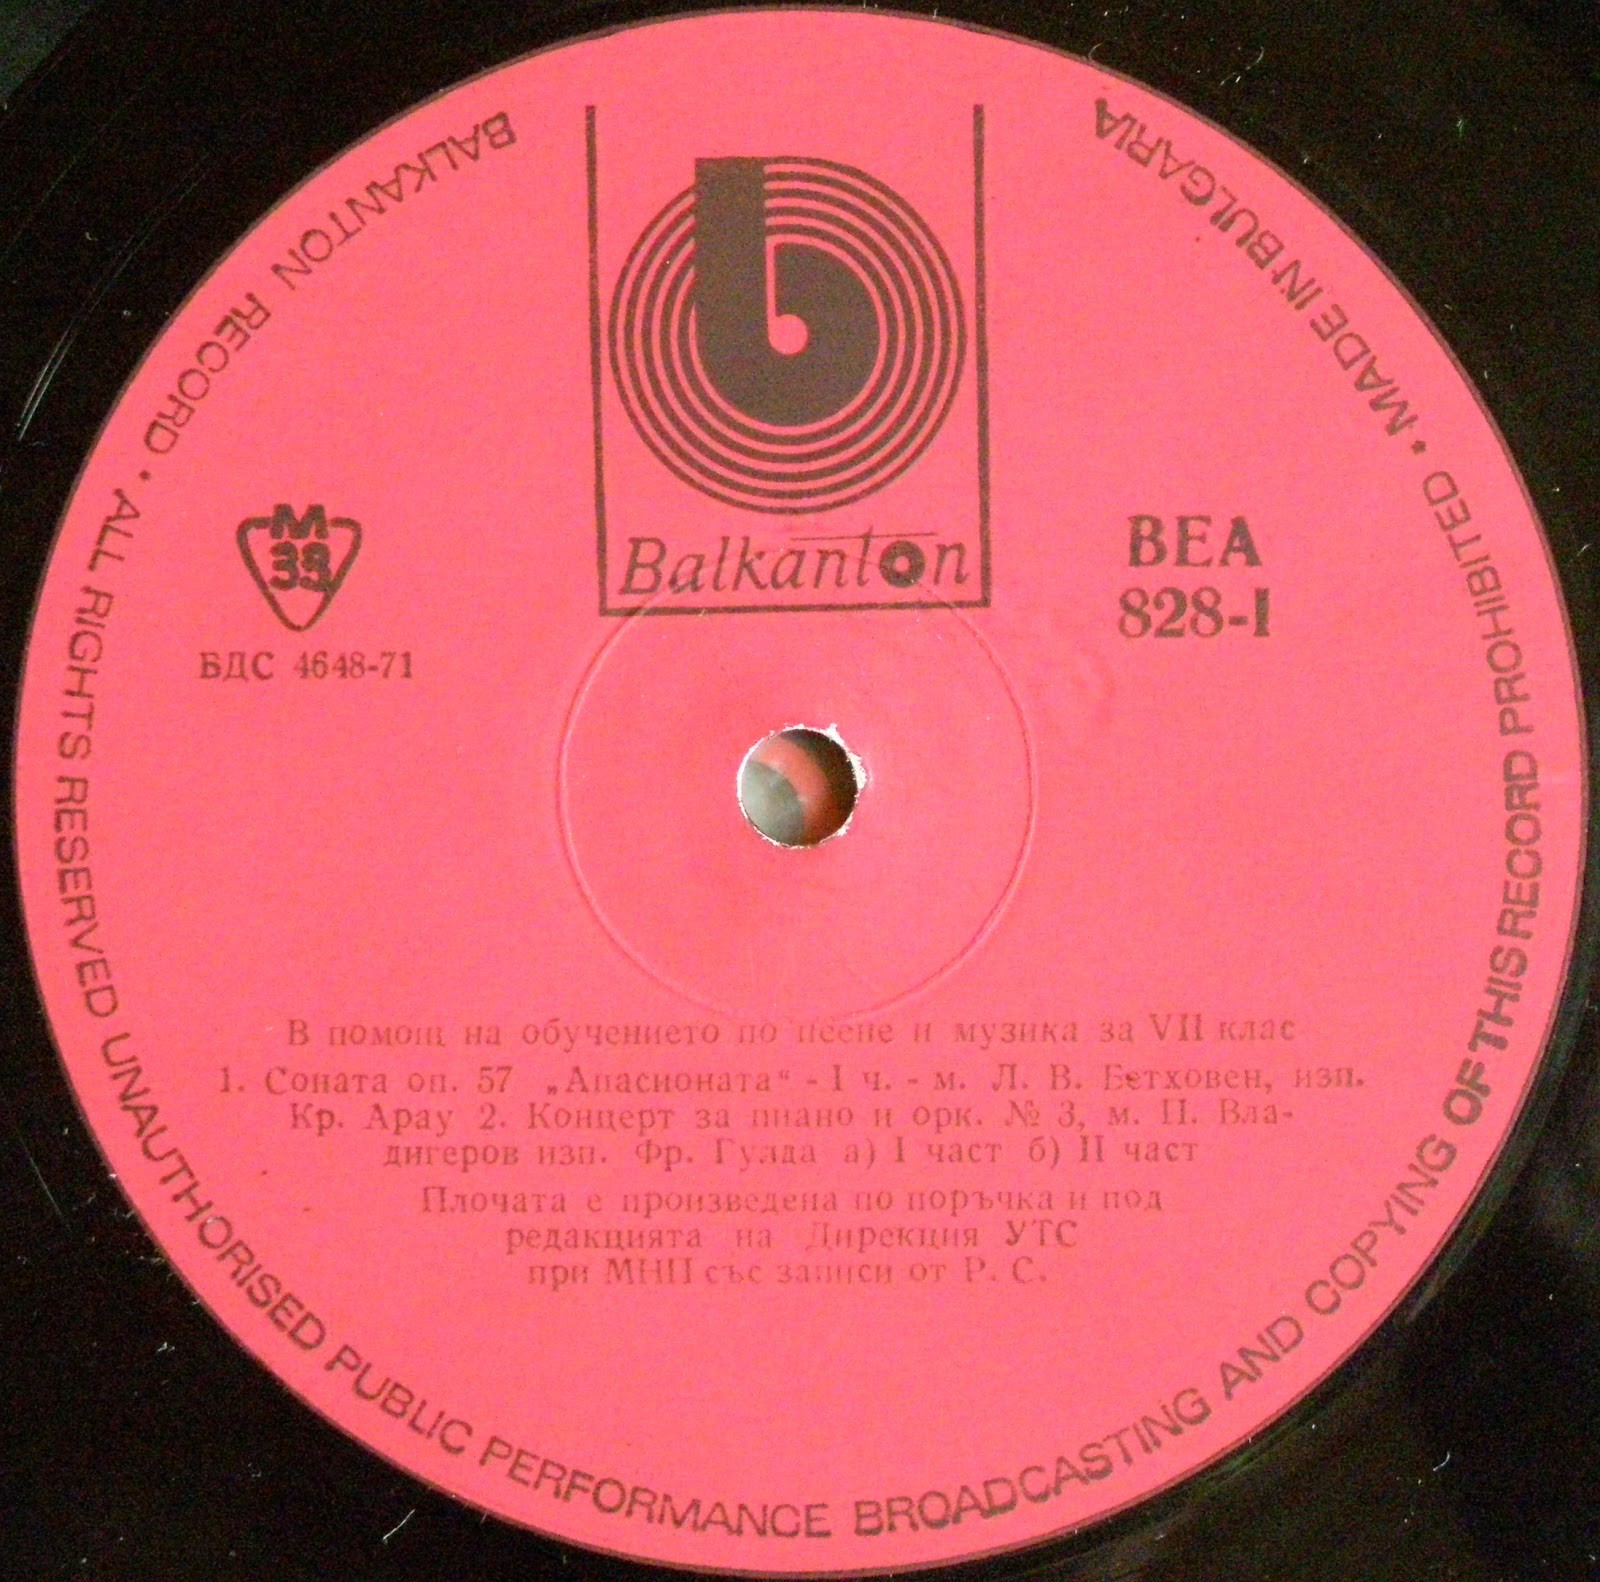 BALKANTON RECORD · ALL RIGHTS RESERVED UNAUTHORISED PUBLIC PERFORMANCE BROADCASTING AND COPYING OF THIS RECORD PROHIBITED · MADE IN BULGARIA
Balkanton
М
33
БДС 4648-71
ВЕА
828-I
В помощ на обучението по пеене и музика за VII клас
1. Соната оп. 57 „Апасионата“ - I ч. - м. Л. В. Бетховен, изп.
Кр. Арау 2. Концерт за пиано и орк. № 3, м. П. Вла-
дигеров изп. Фр. Гулда а) I част б) II част
Плочата е произведена по поръчка и под
редакцията на Дирекция УТС
при МНП със записи от Р. С.